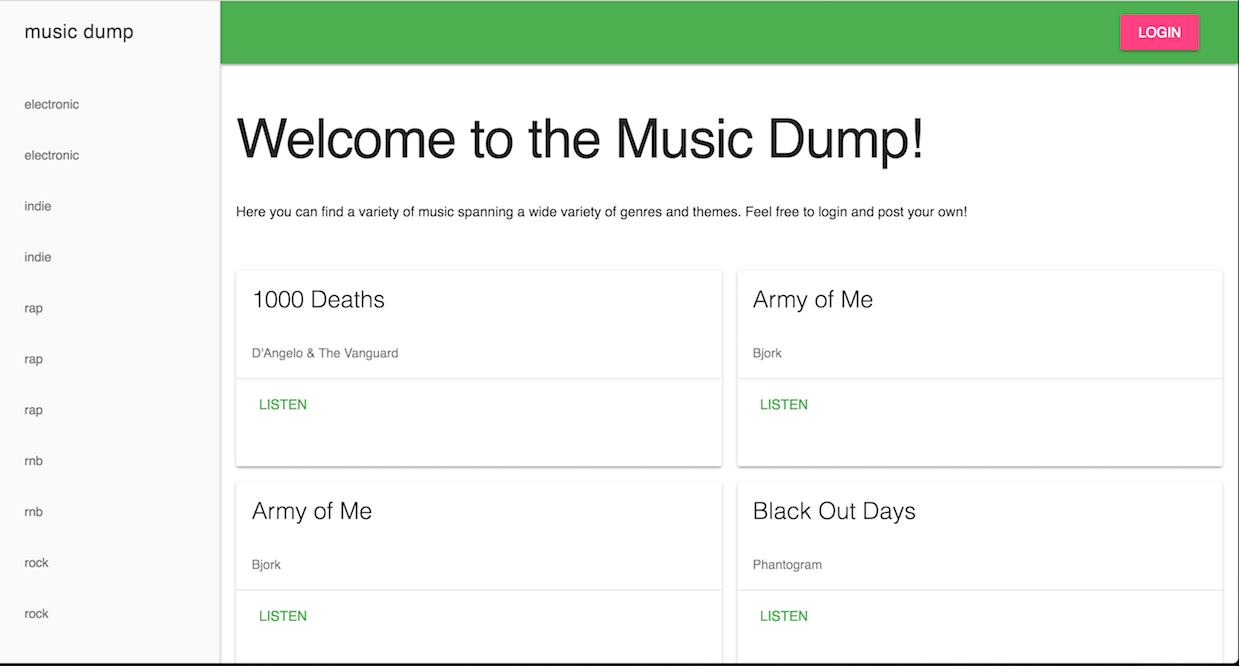 music dump
LOGIN
electronic
electronic
indie
indie
rap
rap
rap
rnb
rnb
rock
rock
Welcome to the Music Dump!
Here you can find a variety of music spanning a wide variety of genres and themes. Feel free to login and post your own!
1000 Deaths
D'Angelo & The Vanguard
LISTEN
Army of Me
Bjork
LISTEN
Army of Me
Bjork
LISTEN
Black Out Days
Phantogram
LISTEN